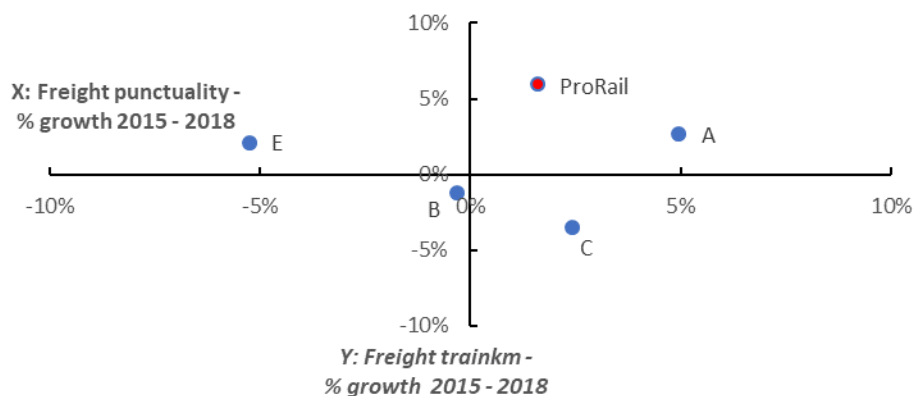 10%
X: Freight punctuality -
% growth 2015 - 2018
ProRail
5%
E
A
0%
-10%
-5%
B
0%
5%
10%
C
-5%
-10%
Y: Freight trainkm -
% growth 2015 - 2018